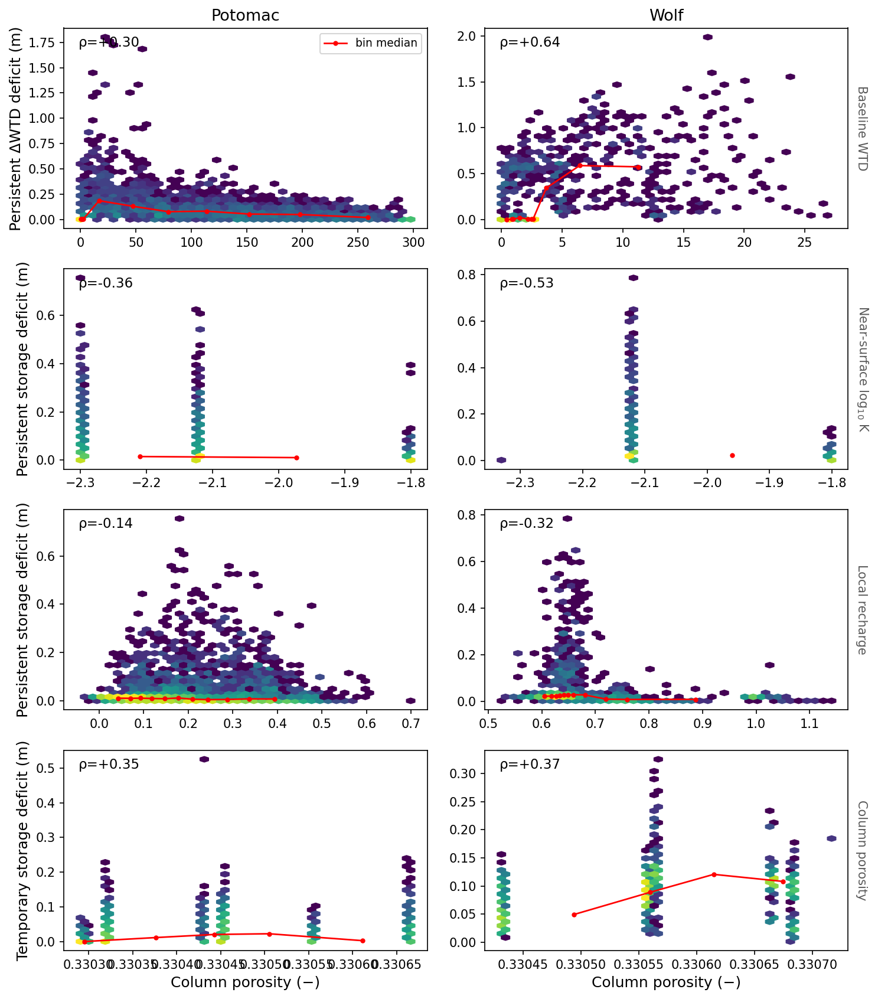 Potomac
Wolf
Persistent ΔWTD deficit (m)
1.75
1.50
1.25
1.00
0.75
0.50
0.25
0.00
ρ=+0.30
bin median
0 50 100 150 200 250 300
2.0
1.5
1.0
0.5
0.0
ρ=+0.64
0 5 10 15 20 25
Baseline WTD
Persistent storage deficit (m)
0.6
0.4
0.2
0.0
ρ=-0.36
−2.3 −2.2 −2.1 −2.0 −1.9 −1.8
0.8
0.6
0.4
0.2
0.0
ρ=-0.53
−2.3 −2.2 −2.1 −2.0 −1.9 −1.8
Near-surface log₁₀ K
Persistent storage deficit (m)
0.6
0.4
0.2
0.0
ρ=-0.14
0.0 0.1 0.2 0.3 0.4 0.5 0.6 0.7
0.8
0.6
0.4
0.2
0.0
ρ=-0.32
0.5 0.6 0.7 0.8 0.9 1.0 1.1
Local recharge
Temporary storage deficit (m)
0.5
0.4
0.3
0.2
0.1
0.0
ρ=+0.35
0.33030 0.33035 0.33040 0.33045 0.33050 0.33055 0.33060 0.33065
Column porosity (−)
0.30
0.25
0.20
0.15
0.10
0.05
0.00
ρ=+0.37
0.33045 0.33050 0.33055 0.33060 0.33065 0.33070
Column porosity (−)
Column porosity